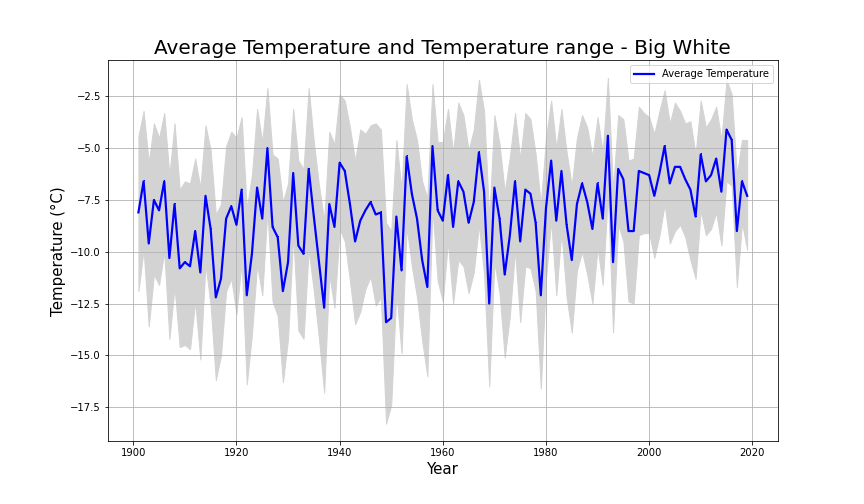 Average Temperature and Temperature range - Big White
Average Temperature
Temperature (°C)
−2.5
−5.0
−7.5
−10.0
−12.5
−15.0
−17.5
1900 1920 1940 1960 1980 2000 2020
Year